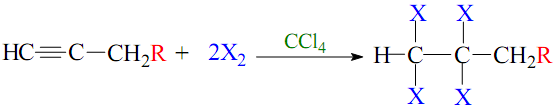 X X
HC≡C–CH₂R + 2X₂ CCl₄ H–C–C–CH₂R
X X